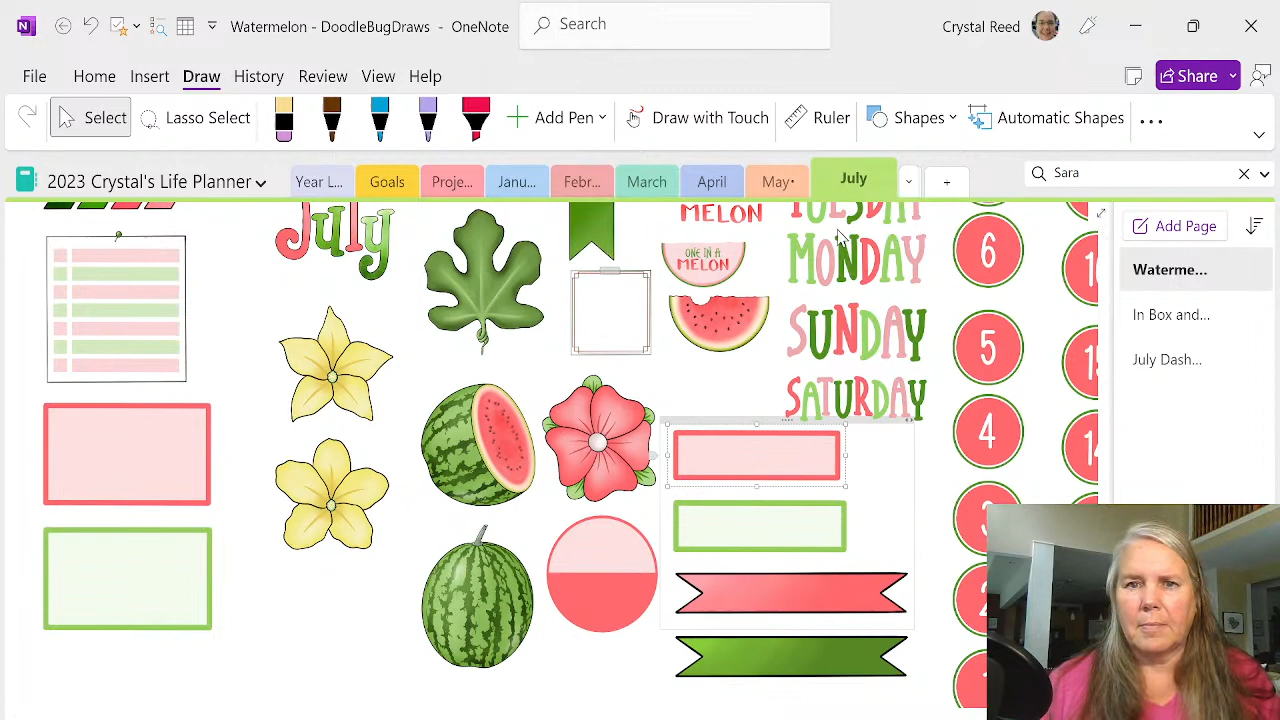 Watermelon - DoodleBugDraws - OneNote
Search
Crystal Reed
File Home Insert Draw History Review View Help
Share
Select Lasso Select Add Pen Draw with Touch Ruler Shapes Automatic Shapes
2023 Crystal's Life Planner
Year L... Goals Proje... Janu... Febr... March April May• July
Sara
Add Page
Waterme...
In Box and...
July Dash...
July
MELON
ONE IN A
MELON
TUESDAY
MONDAY
SUNDAY
SATURDAY
6
5
4
3
2